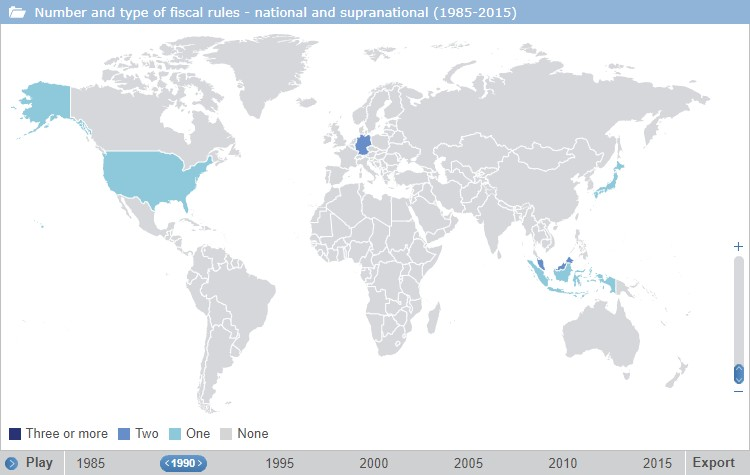 Number and type of fiscal rules - national and supranational (1985-2015)
+
−
Three or more Two One None
Play 1985 <1990> 1995 2000 2005 2010 2015 Export